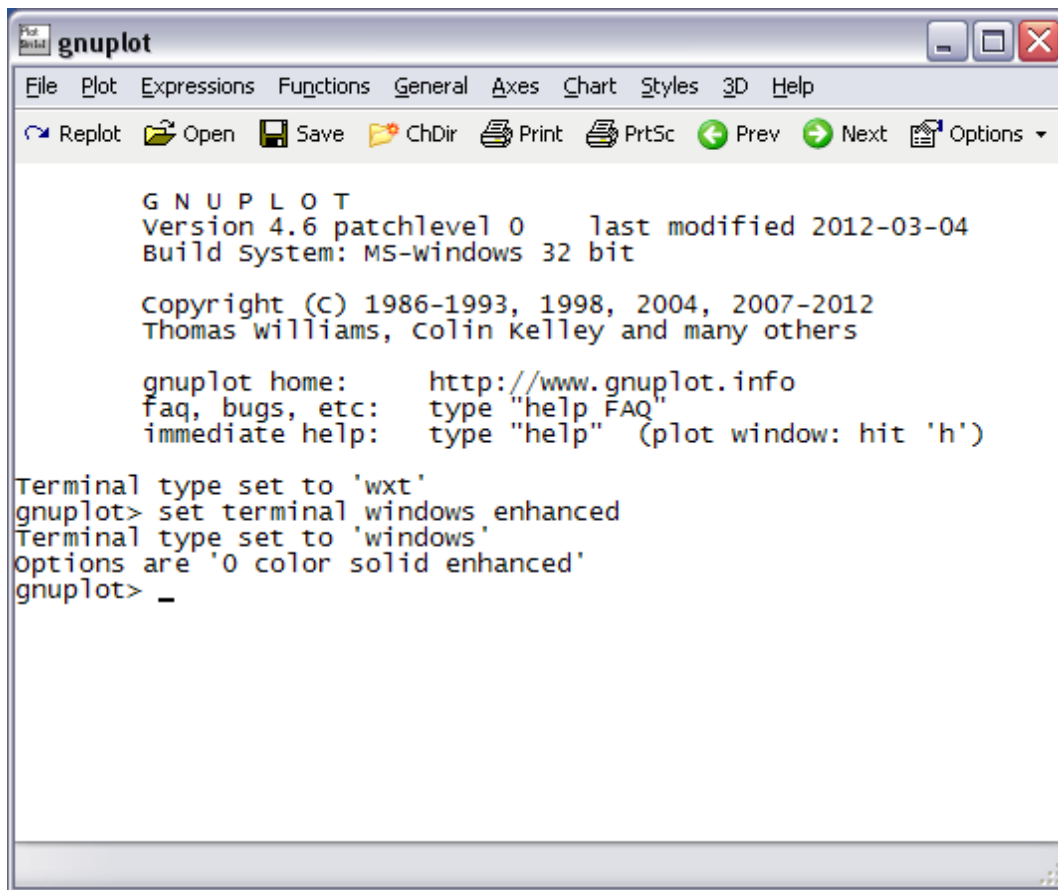 gnuplot
File Plot Expressions Functions General Axes Chart Styles 3D Help
Replot Open Save ChDir Print PrtSc Prev Next Options
G N U P L O T
Version 4.6 patchlevel 0    last modified 2012-03-04
Build System: MS-Windows 32 bit
Copyright (C) 1986-1993, 1998, 2004, 2007-2012
Thomas Williams, Colin Kelley and many others
gnuplot home:     http://www.gnuplot.info
faq, bugs, etc:   type "help FAQ"
immediate help:   type "help"  (plot window: hit 'h')
Terminal type set to 'wxt'
gnuplot> set terminal windows enhanced
Terminal type set to 'windows'
Options are '0 color solid enhanced'
gnuplot> _